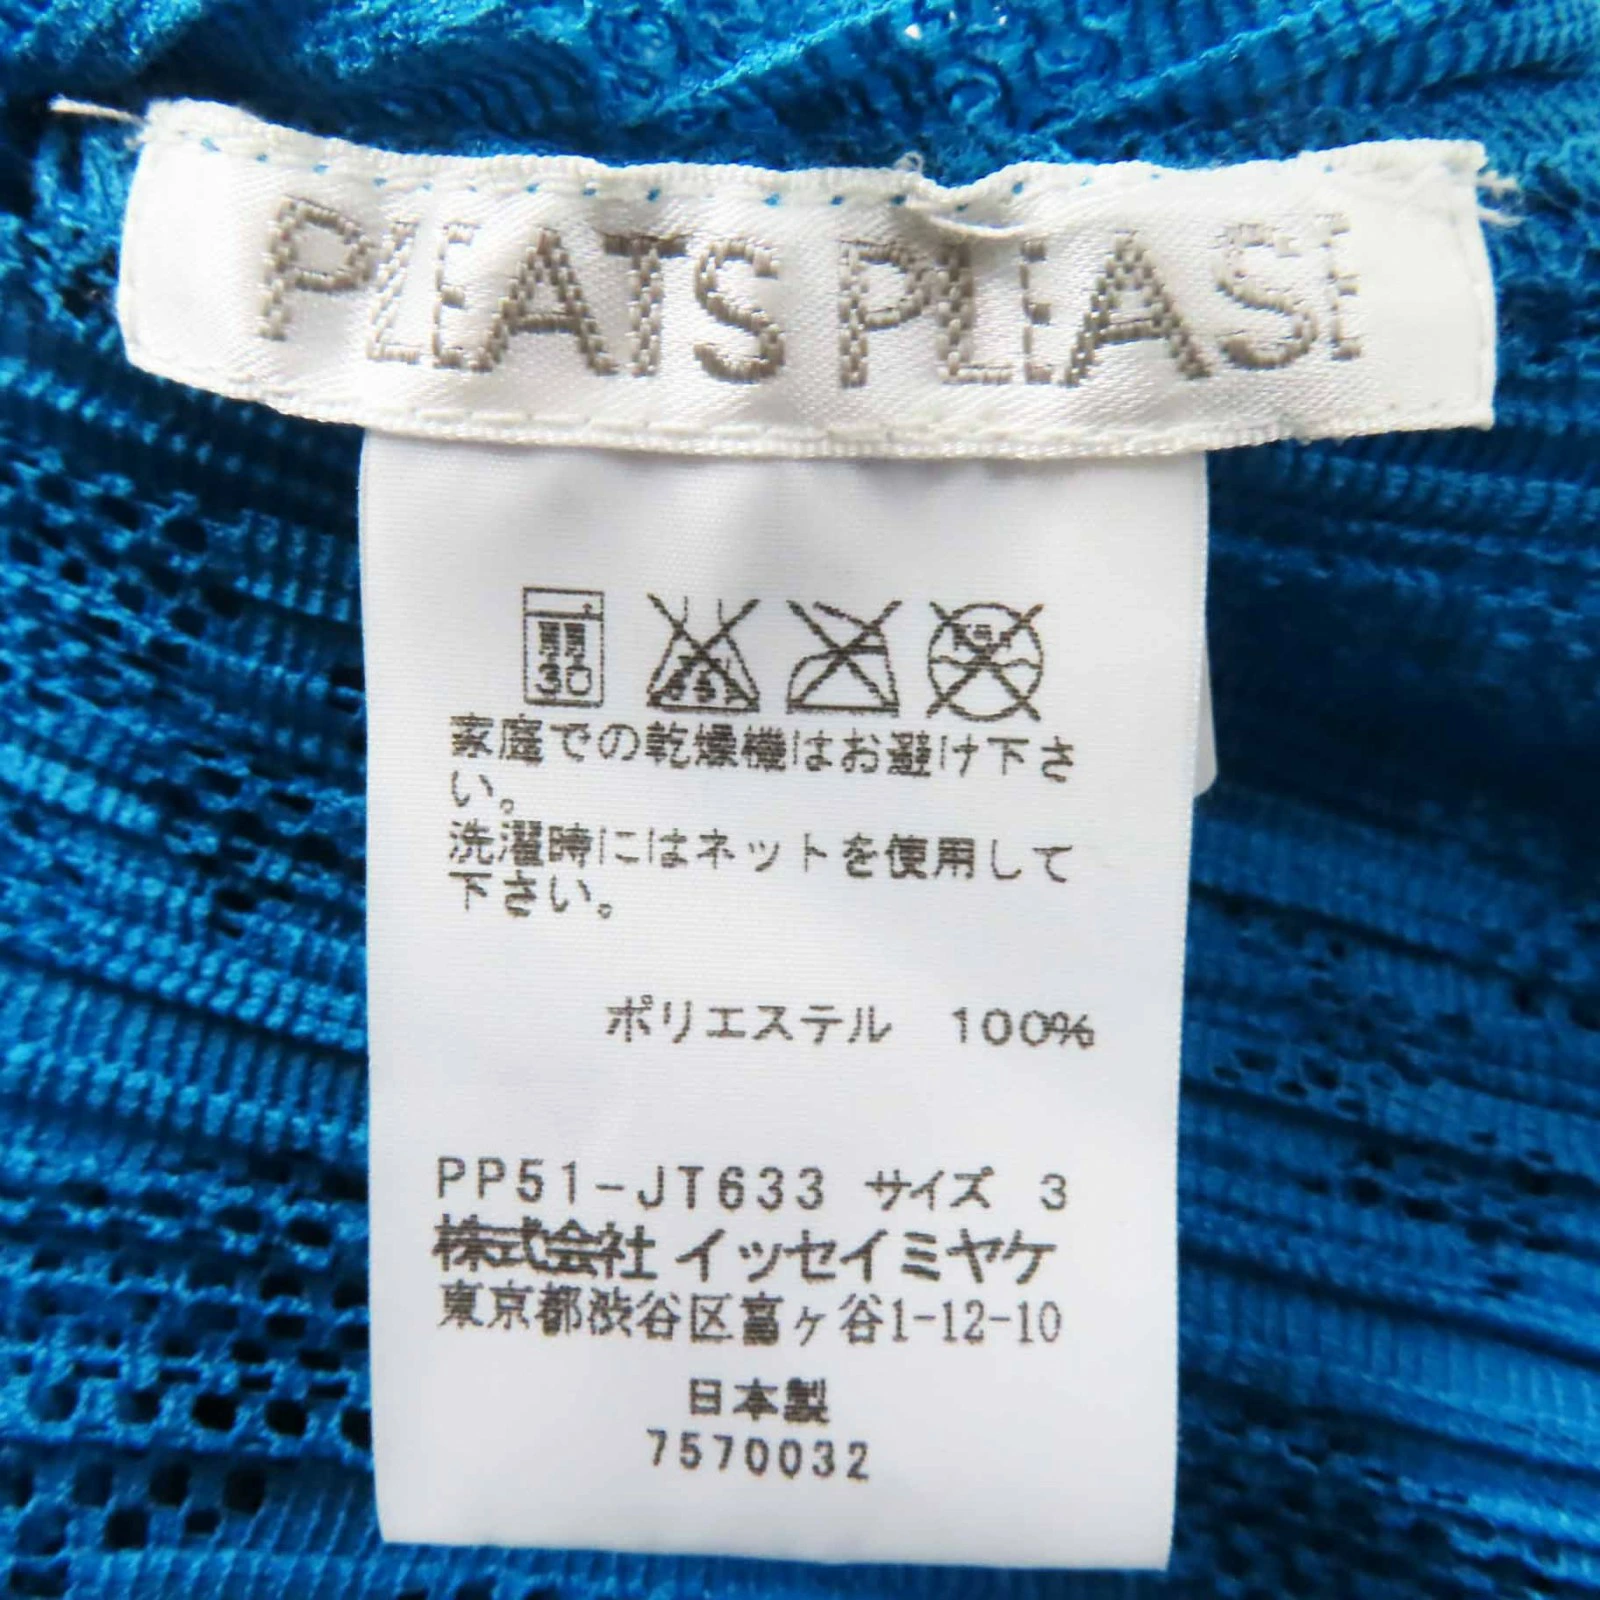 PLEATS PLEASE
30
家庭での乾燥機はお避け下さ
い。
洗濯時にはネットを使用して
下さい。
ポリエステル 100%
PP51-JT633 サイズ 3
株式会社 イッセイミヤケ
東京都渋谷区富ヶ谷1-12-10
日本製
7570032